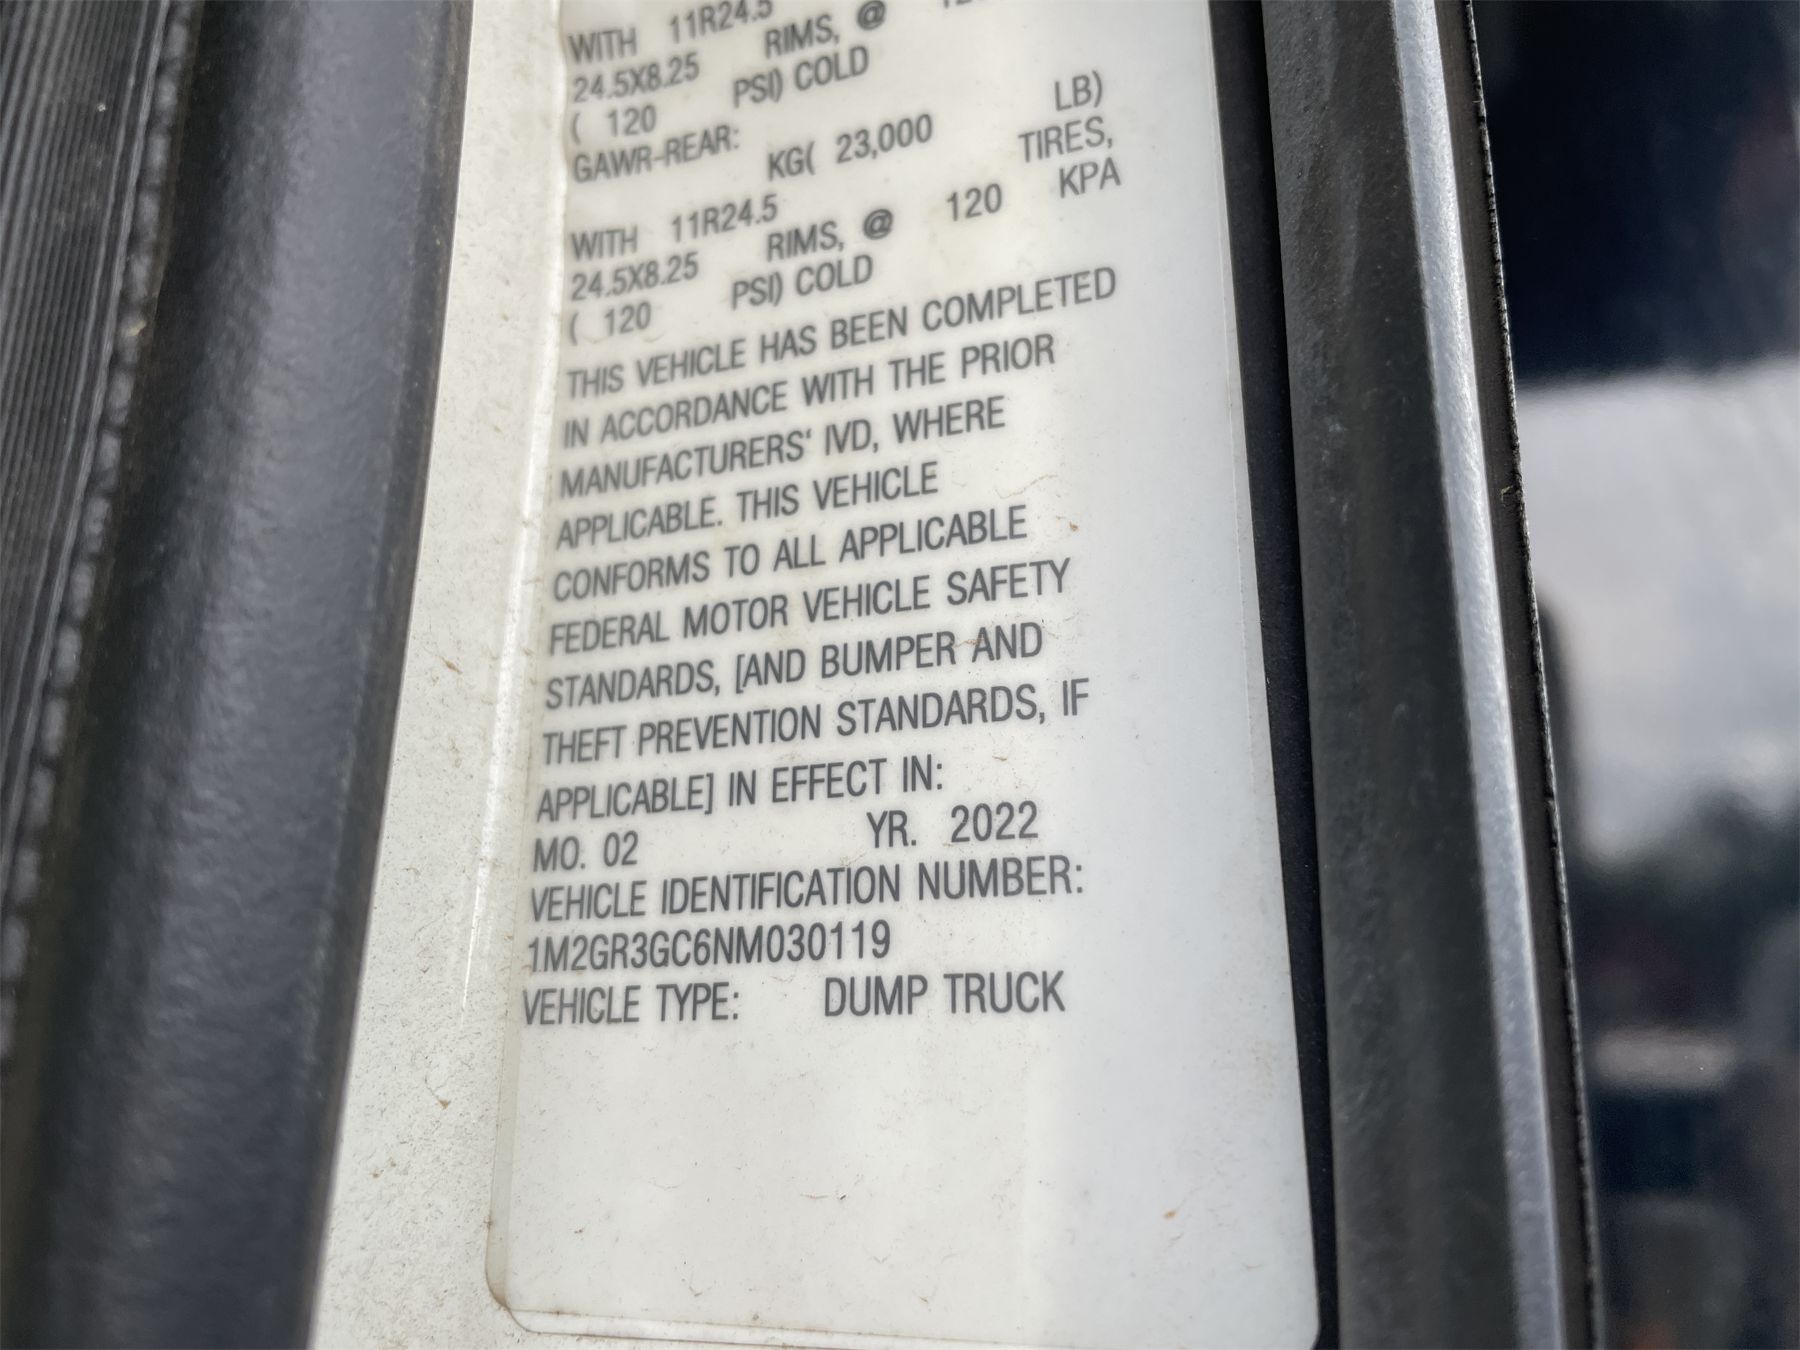 WITH 11R24.5
24.5X8.25 RIMS, @
( 120 PSI) COLD
GAWR-REAR:
KG( 23,000 LB)
WITH 11R24.5 TIRES,
24.5X8.25 RIMS, @ 120 KPA
( 120 PSI) COLD
THIS VEHICLE HAS BEEN COMPLETED
IN ACCORDANCE WITH THE PRIOR
MANUFACTURERS' IVD, WHERE
APPLICABLE. THIS VEHICLE
CONFORMS TO ALL APPLICABLE
FEDERAL MOTOR VEHICLE SAFETY
STANDARDS, [AND BUMPER AND
THEFT PREVENTION STANDARDS, IF
APPLICABLE] IN EFFECT IN:
MO. 02 YR. 2022
VEHICLE IDENTIFICATION NUMBER:
1M2GR3GC6NM030119
VEHICLE TYPE: DUMP TRUCK